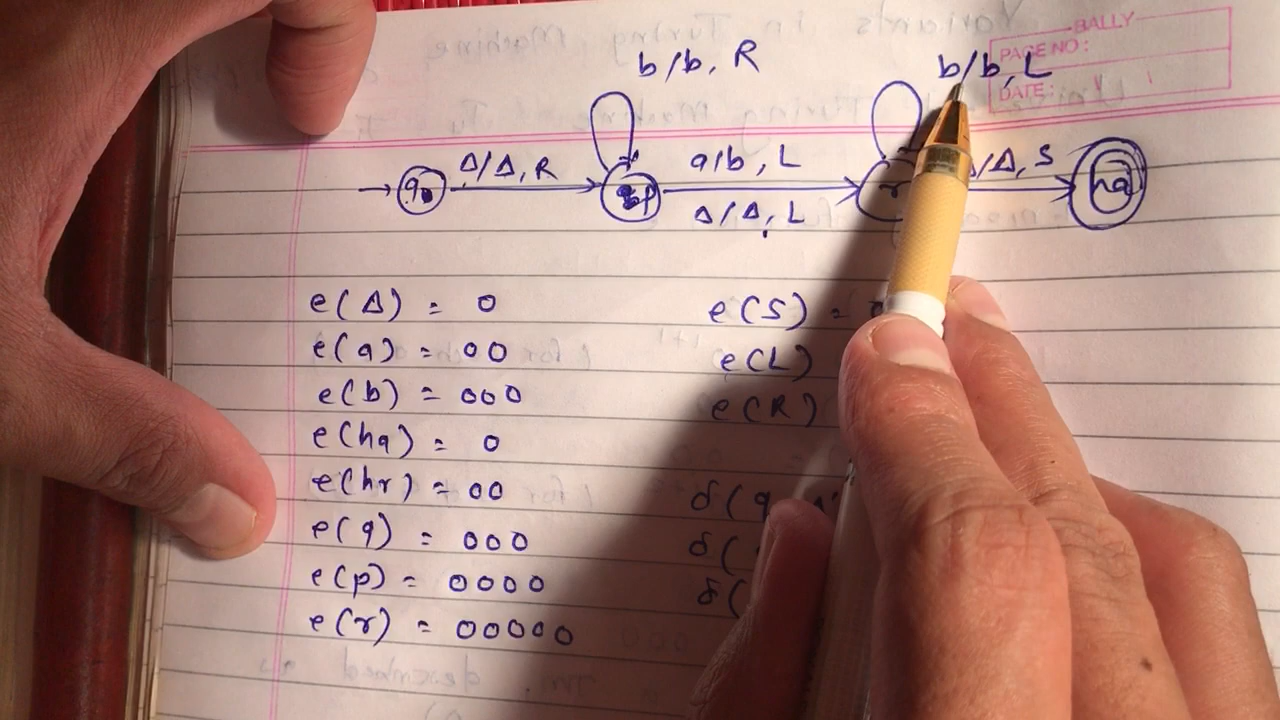 BALLY
PAGE NO:
DATE:
b/b, R
b/b, L
Δ/Δ, R
a/b, L
Δ/Δ, S
q
p
r
ha
Δ/Δ, L
e(Δ) = 0
e(a) = 00
e(b) = 000
e(ha) = 0
e(hr) = 00
e(q) = 000
e(p) = 0000
e(r) = 00000
e(S) =
e(L)
e(R)
δ(q
δ(
δ(